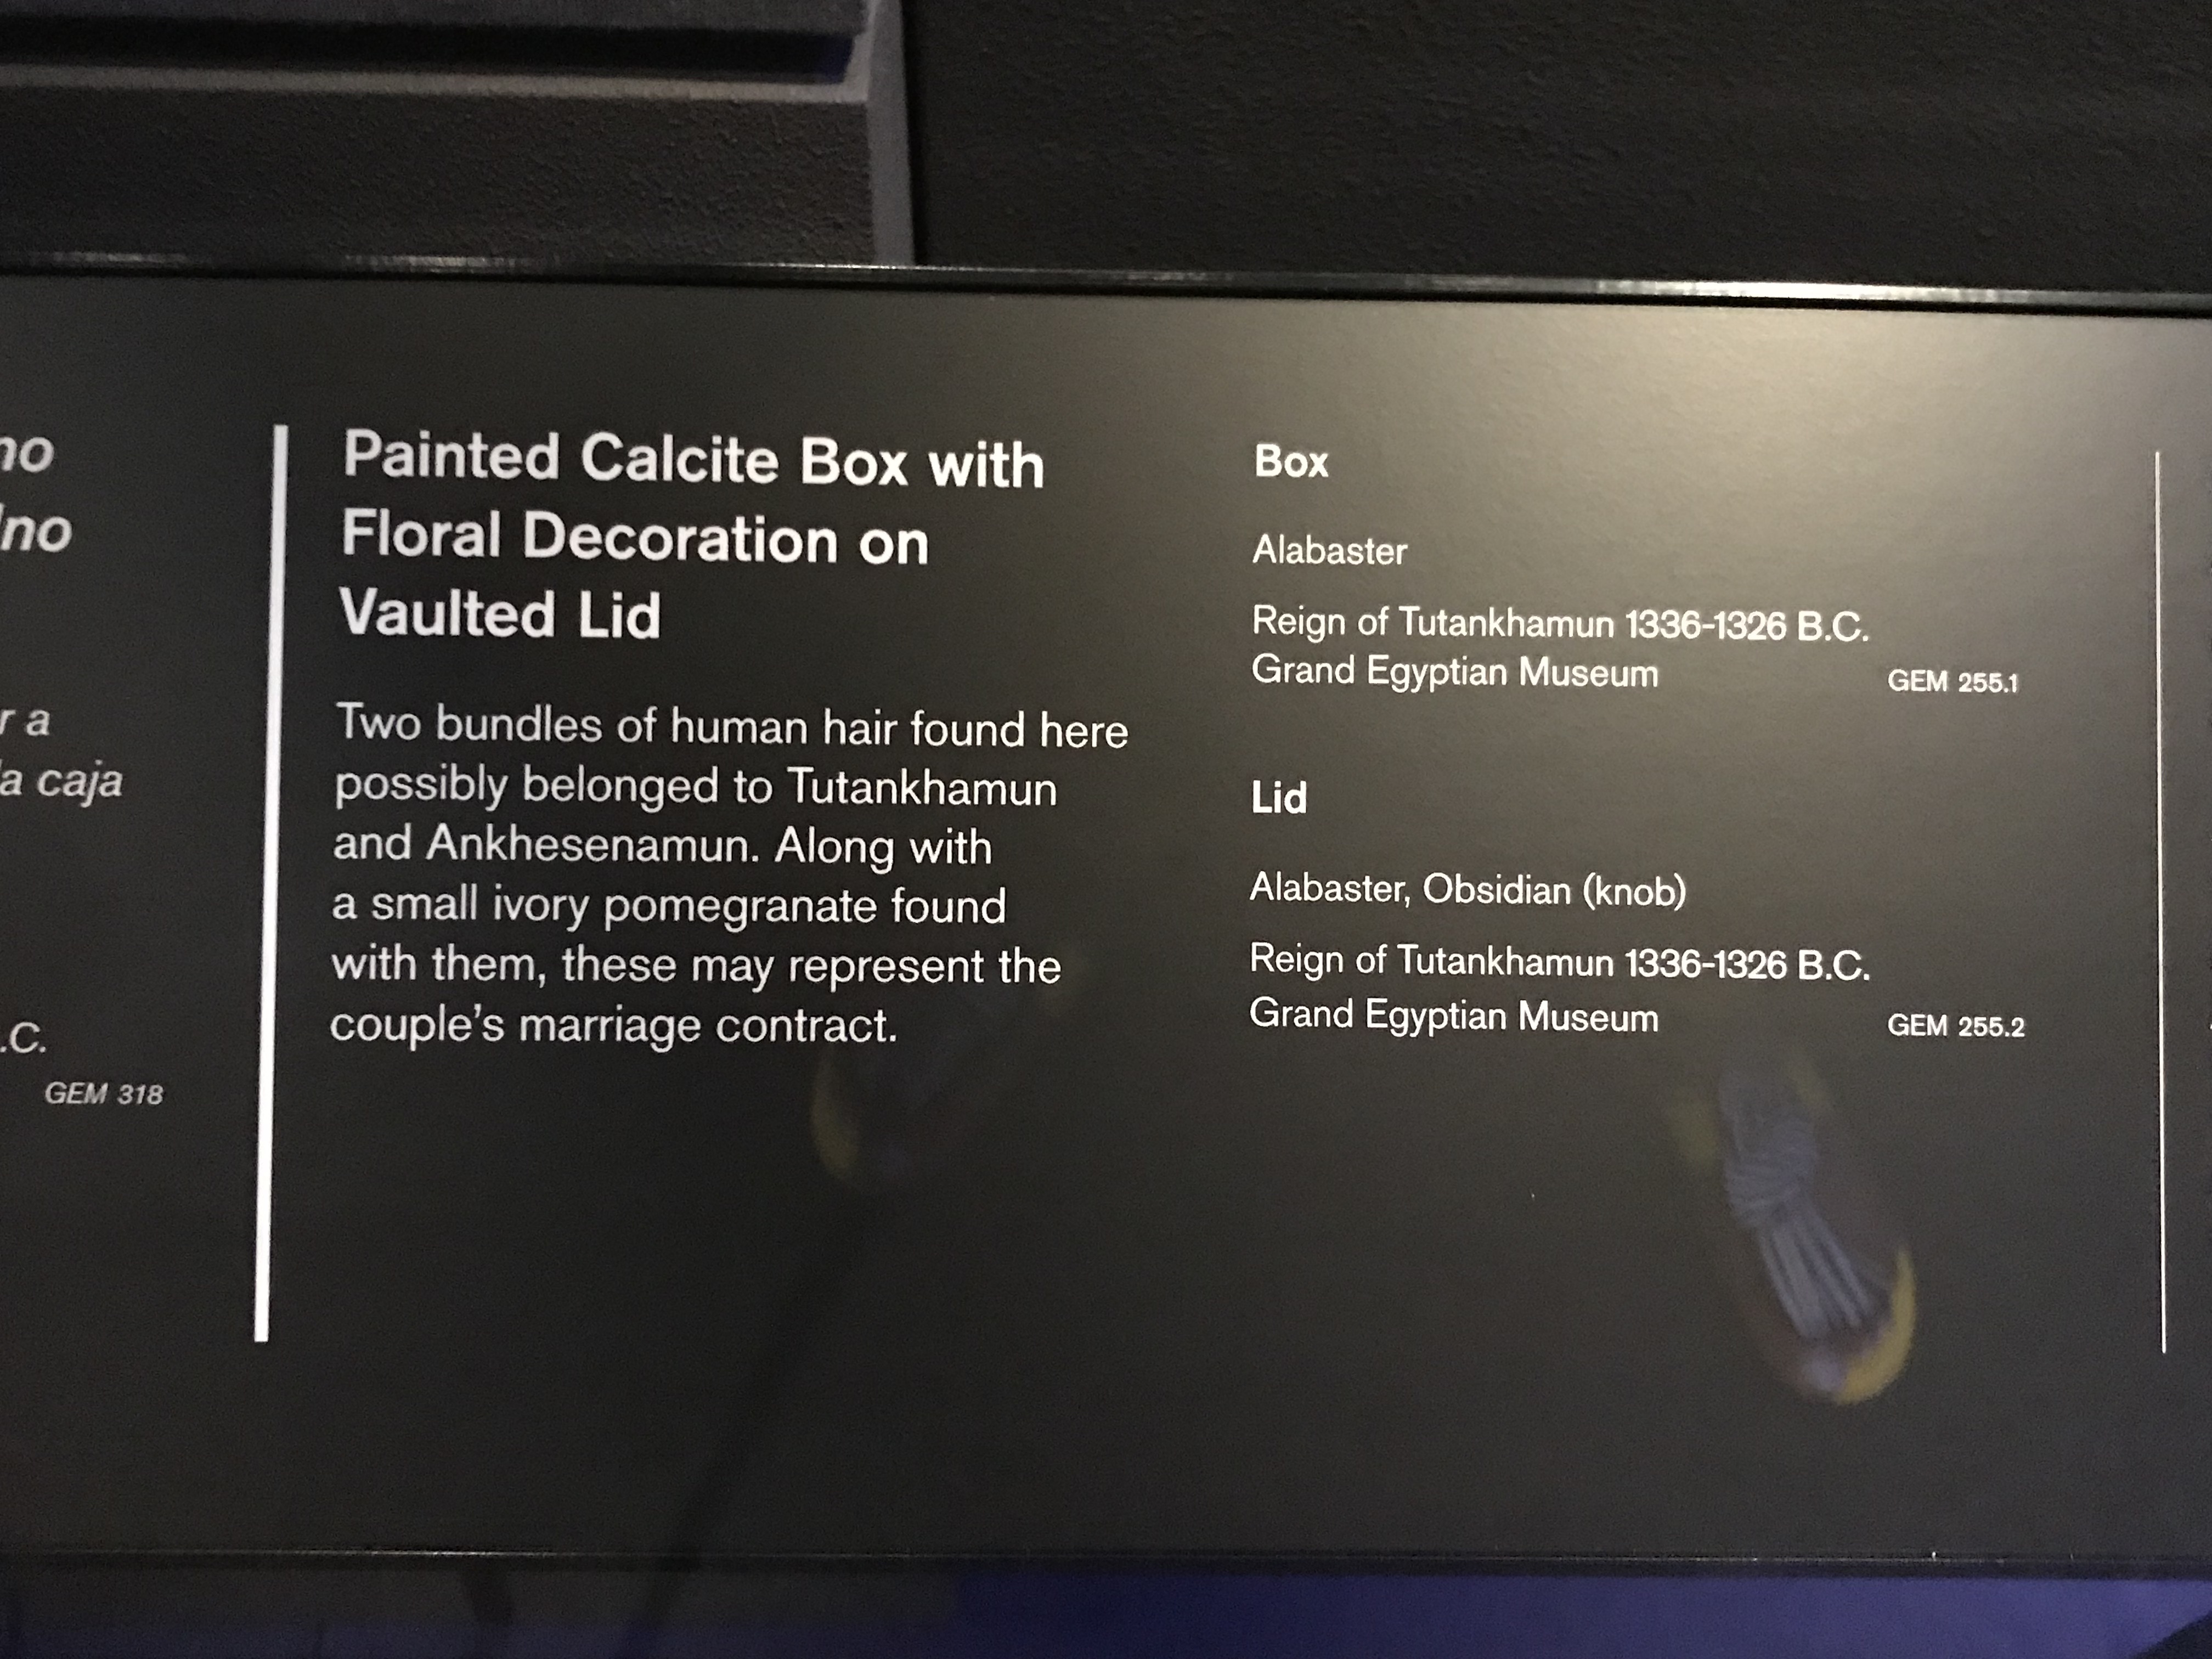 no
r a
a caja
.C.
GEM 318
Painted Calcite Box with
Floral Decoration on
Vaulted Lid
Two bundles of human hair found here
possibly belonged to Tutankhamun
and Ankhesenamun. Along with
a small ivory pomegranate found
with them, these may represent the
couple's marriage contract.
Box
Alabaster
Reign of Tutankhamun 1336-1326 B.C.
Grand Egyptian Museum GEM 255.1
Lid
Alabaster, Obsidian (knob)
Reign of Tutankhamun 1336-1326 B.C.
Grand Egyptian Museum GEM 255.2